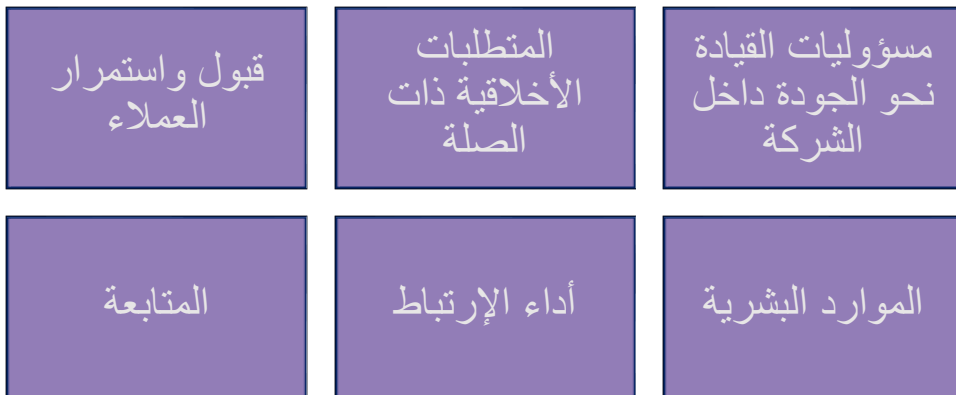 مسؤوليات القيادة
نحو الجودة داخل
الشركة
المتطلبات
الأخلاقية ذات
الصلة
قبول واستمرار
العملاء
الموارد البشرية
أداء الإرتباط
المتابعة